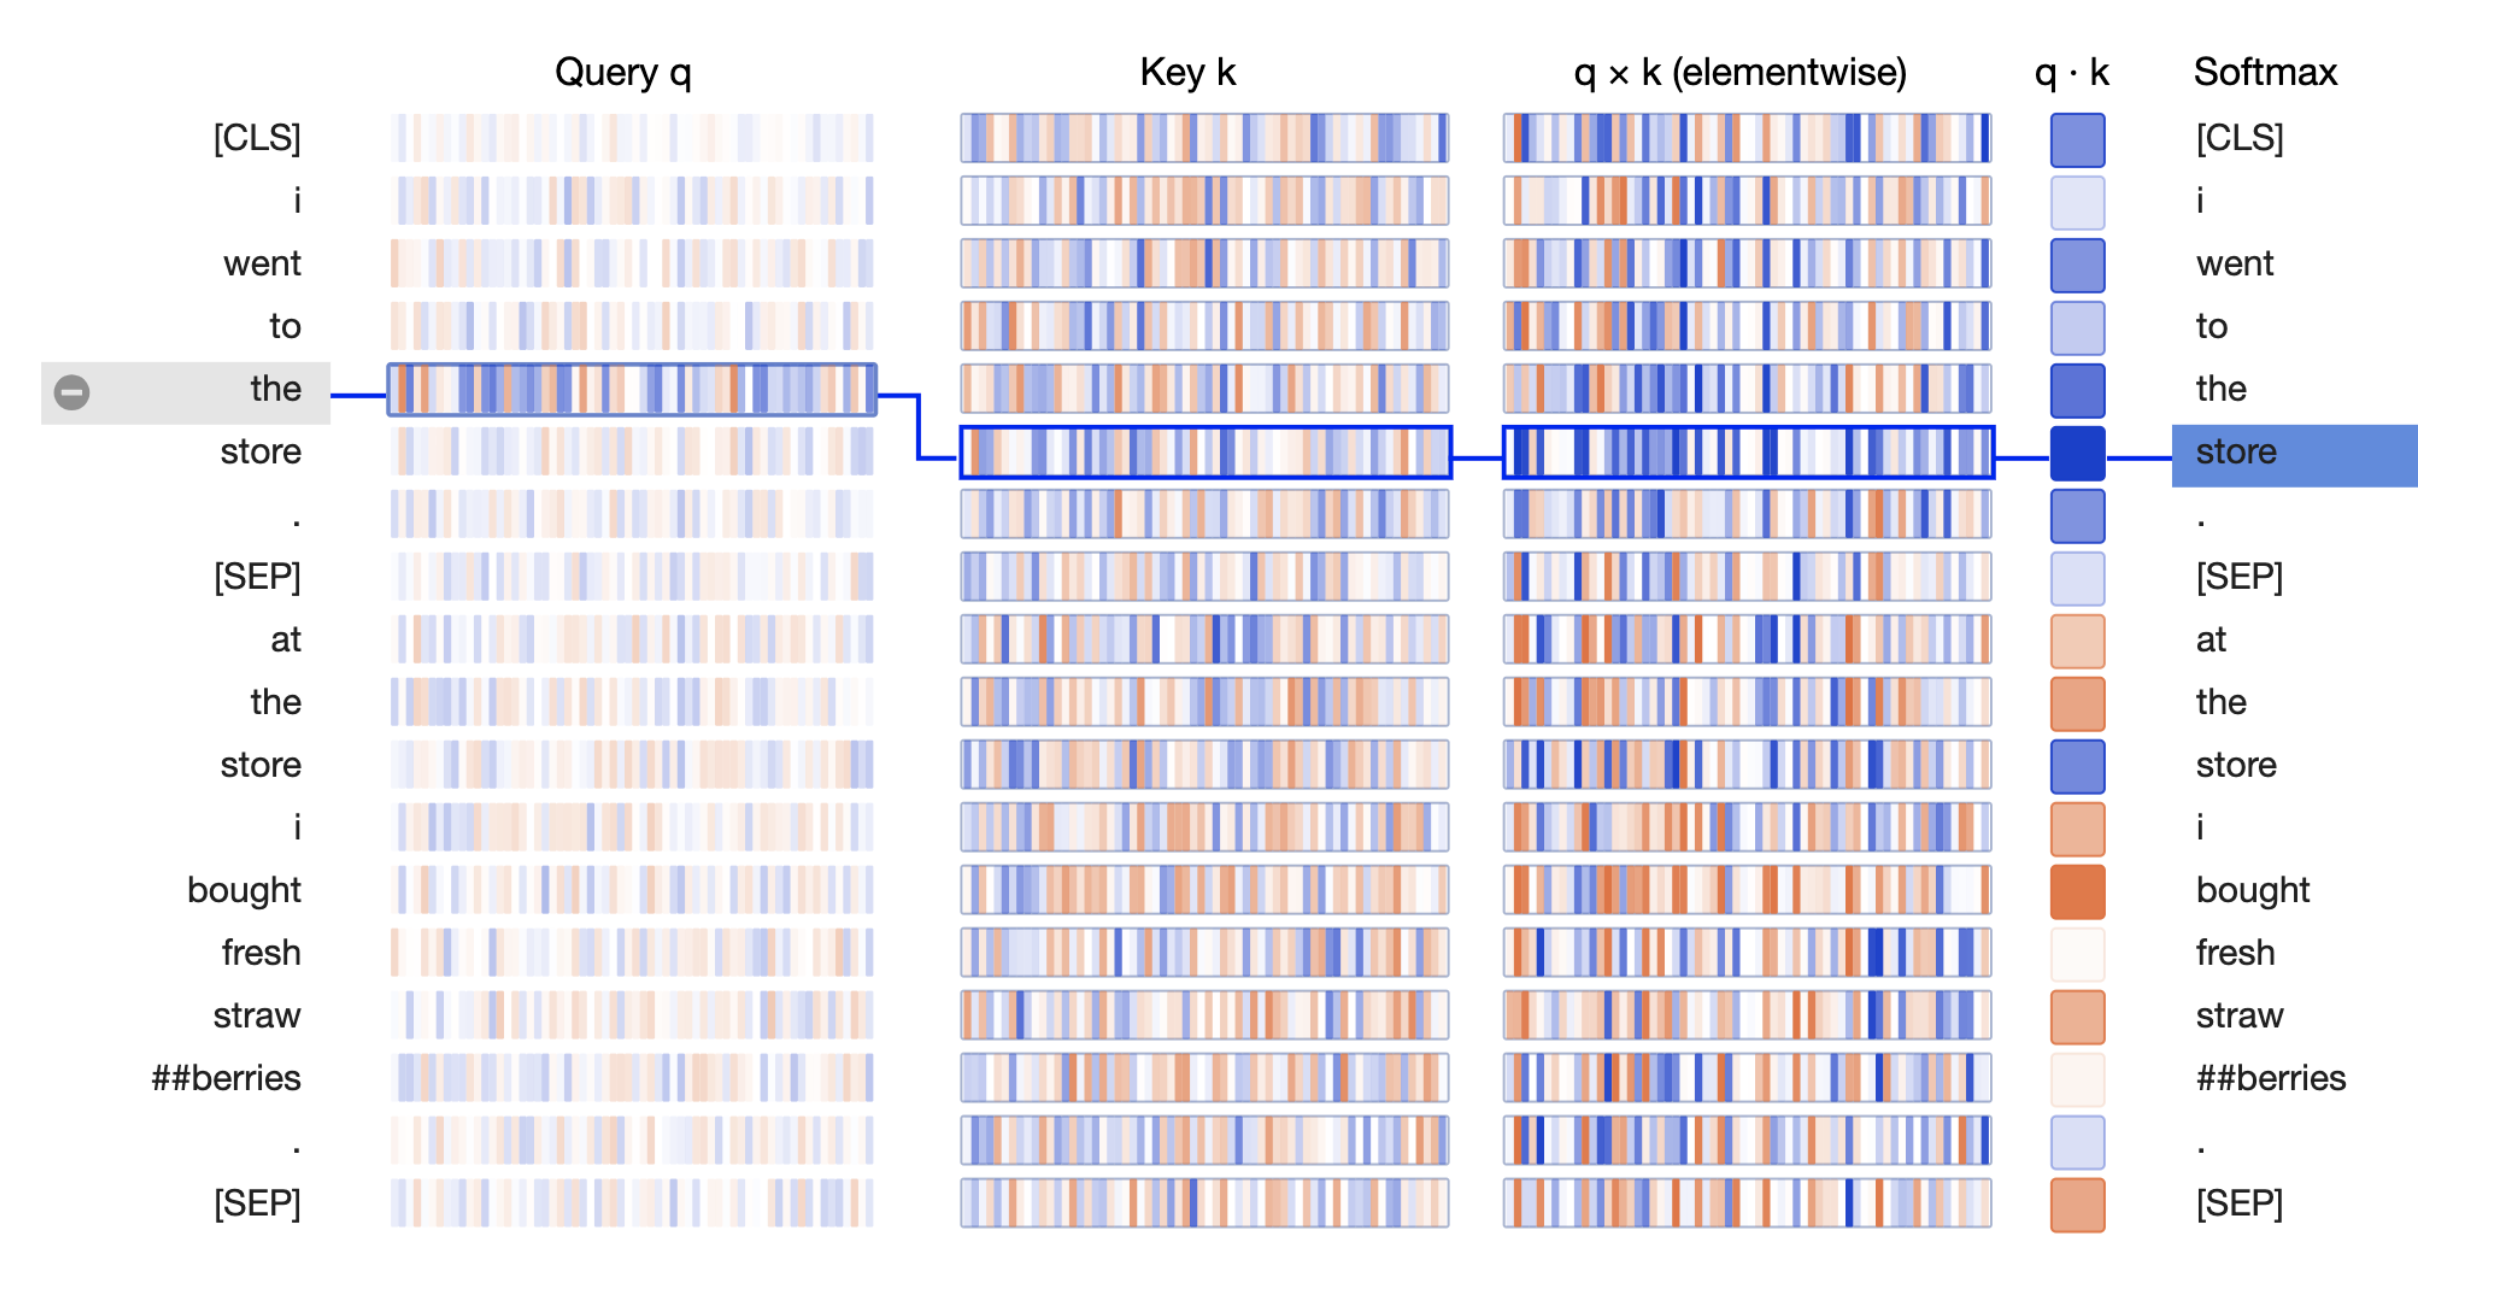 Query q Key k q × k (elementwise) q · k Softmax
[CLS] [CLS]
i i
went went
to to
the the
store store
. .
[SEP] [SEP]
at at
the the
store store
i i
bought bought
fresh fresh
straw straw
##berries ##berries
. .
[SEP] [SEP]